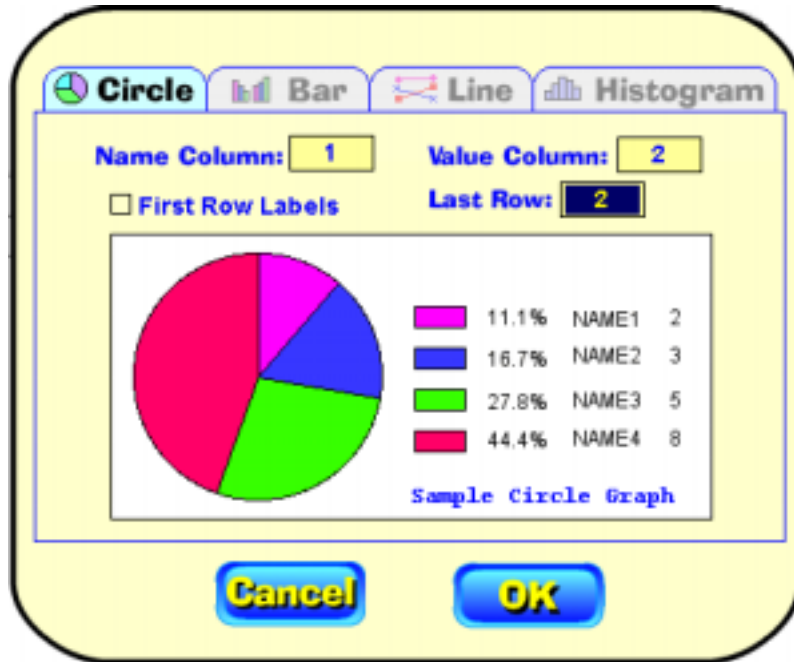 Circle Bar Line Histogram
Name Column: 1 Value Column: 2
First Row Labels Last Row: 2
11.1% NAME1 2
16.7% NAME2 3
27.8% NAME3 5
44.4% NAME4 8
Sample Circle Graph
Cancel OK